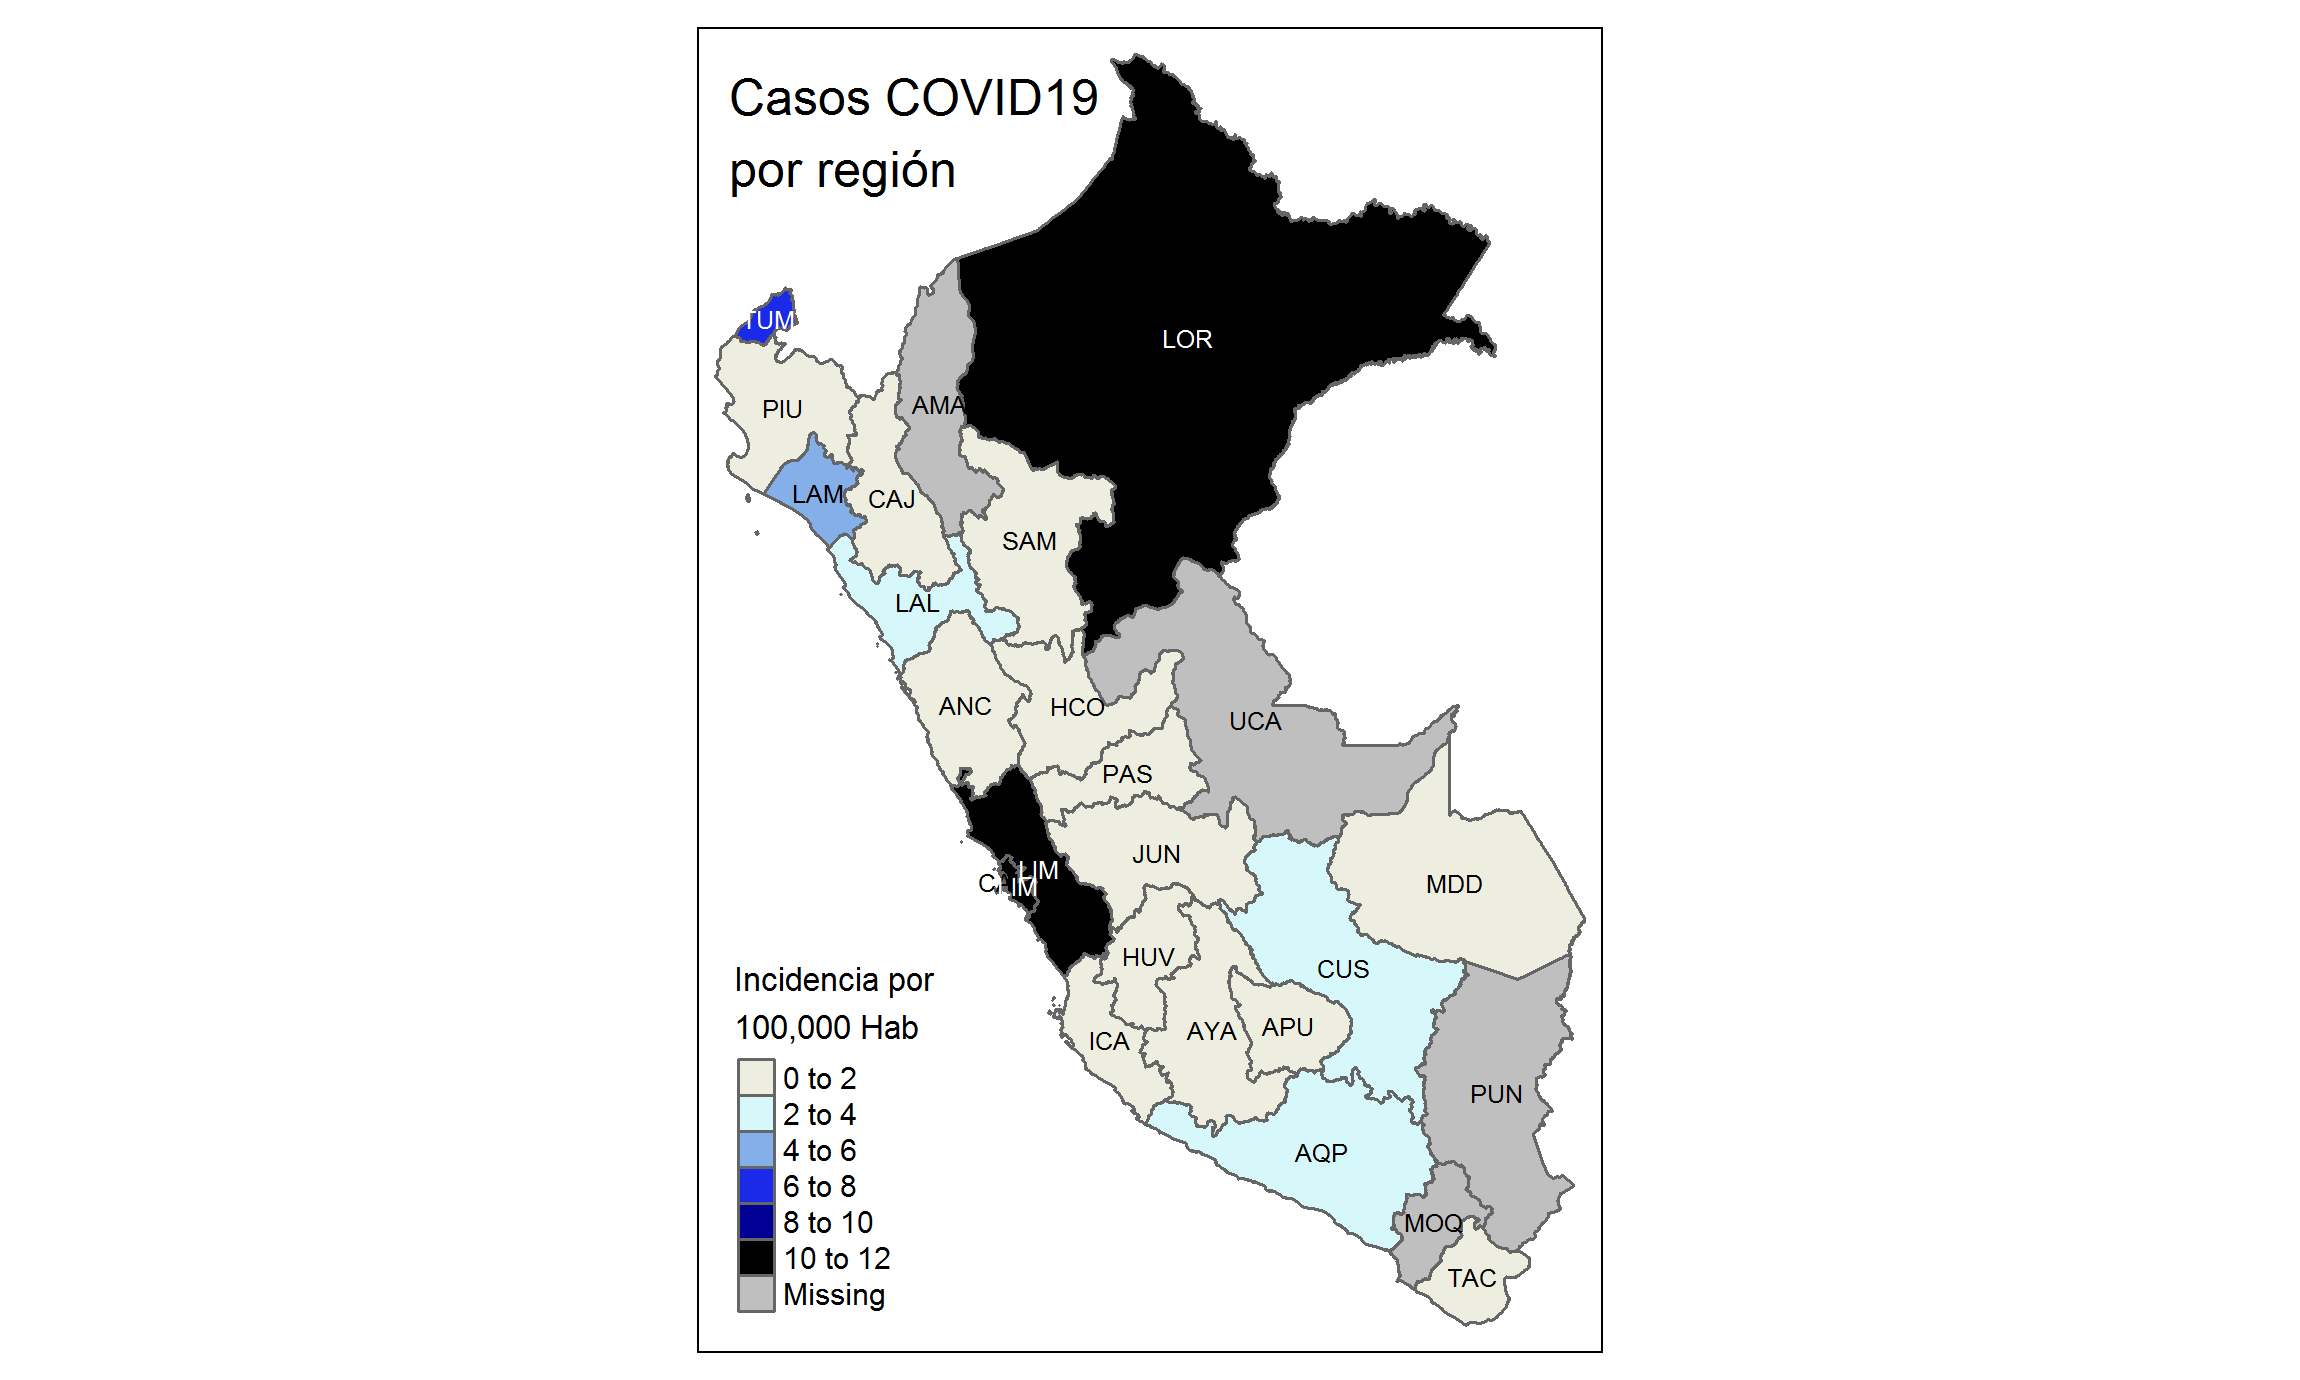 Casos COVID19
por región
LOR
TUM
PIU
AMA
LAM
CAJ
SAM
LAL
ANC
HCO
UCA
PAS
JUN
LIM
MDD
HUV
CUS
ICA
AYA
APU
PUN
AQP
MOQ
TAC
Incidencia por
100,000 Hab
0 to 2
2 to 4
4 to 6
6 to 8
8 to 10
10 to 12
Missing